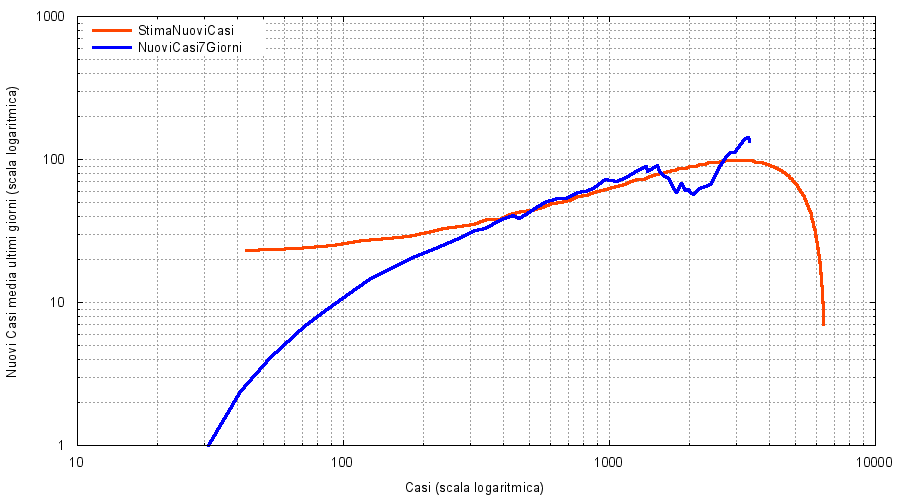 1000
StimaNuoviCasi
NuoviCasi7Giorni
100
10
1
Nuovi Casi media ultimi giorni (scala logaritmica)
10
100
1000
10000
Casi (scala logaritmica)